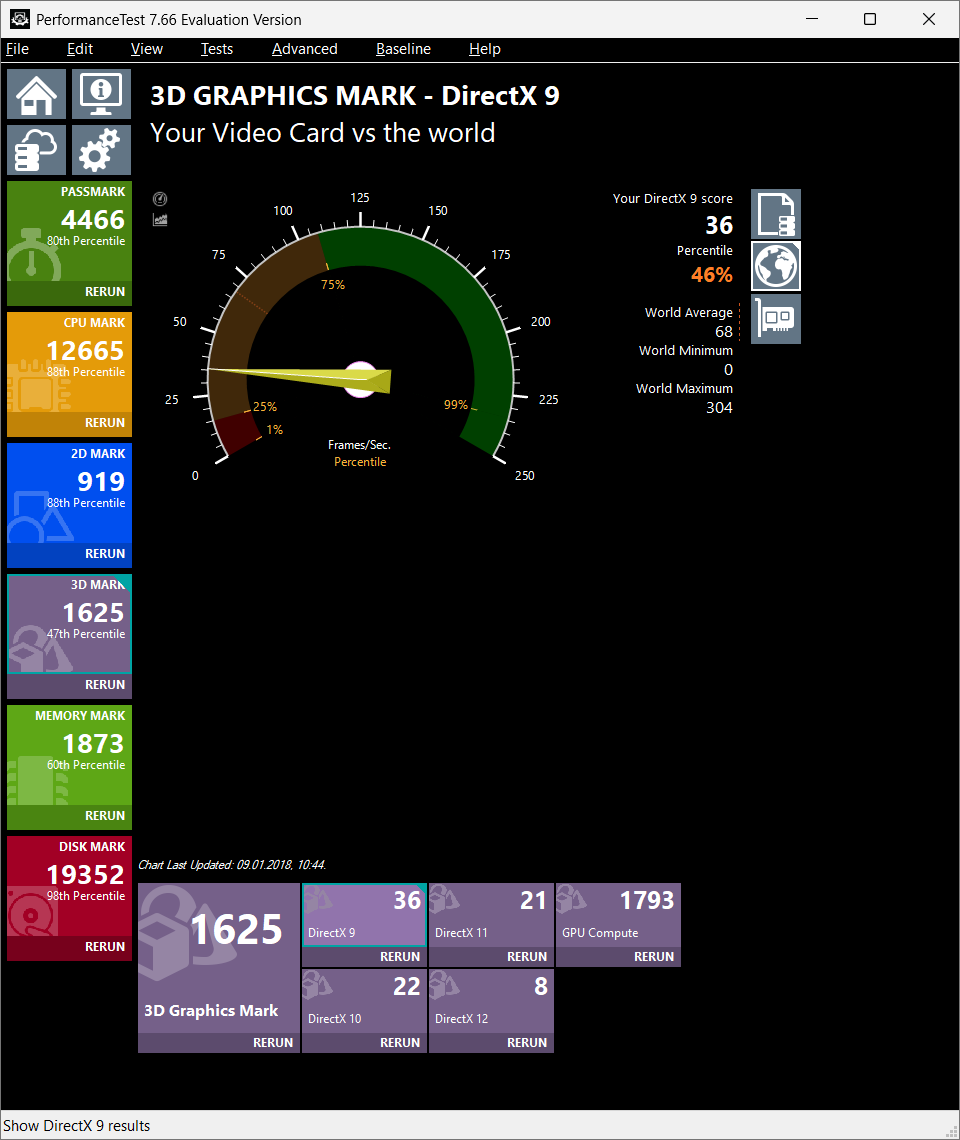 PerformanceTest 7.66 Evaluation Version
File Edit View Tests Advanced Baseline Help
3D GRAPHICS MARK - DirectX 9
Your Video Card vs the world
PASSMARK
4466
80th Percentile
RERUN
CPU MARK
12665
88th Percentile
RERUN
2D MARK
919
88th Percentile
RERUN
3D MARK
1625
47th Percentile
RERUN
MEMORY MARK
1873
60th Percentile
RERUN
DISK MARK
19352
98th Percentile
RERUN
0
25
50
75
100
125
150
175
200
225
250
1%
25%
75%
99%
Frames/Sec.
Percentile
Your DirectX 9 score
36
Percentile
46%
World Average
68
World Minimum
0
World Maximum
304
Chart Last Updated: 09.01.2018, 10:44.
1625
3D Graphics Mark
RERUN
36
DirectX 9
RERUN
21
DirectX 11
RERUN
1793
GPU Compute
RERUN
22
DirectX 10
RERUN
8
DirectX 12
RERUN
Show DirectX 9 results